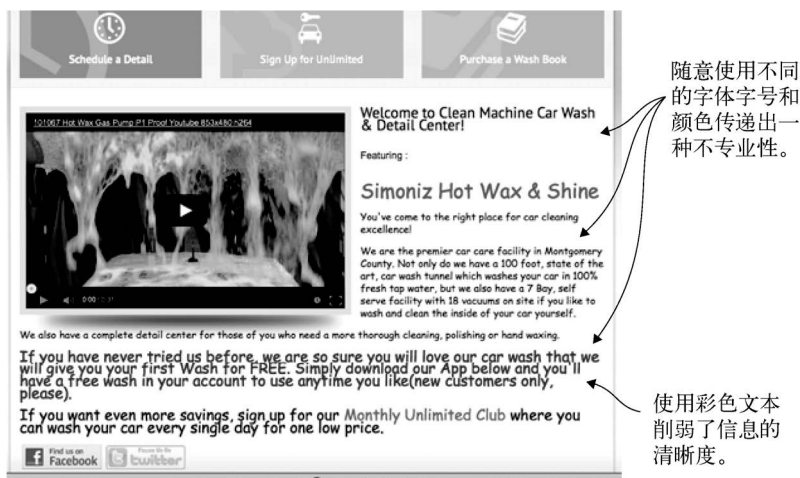 Schedule a Detail
Sign Up for Unlimited
Purchase a Wash Book
随意使用不同
的字体字号和
颜色传递出一
种不专业性。
!01067 Hot Wax Gas Pump P1 Proof Youtube 853x480 h264
Welcome to Clean Machine Car Wash
& Detail Center!
Featuring :
Simoniz Hot Wax & Shine
You've come to the right place for car cleaning
excellence!
We are the premier car care facility in Montgomery
County. Not only do we have a 100 foot, state of the
art, car wash tunnel which washes your car in 100%
fresh tap water, but we also have a 7 Bay, self
serve facility with 18 vacuums on site if you like to
wash and clean the inside of your car yourself.
0:00
We also have a complete detail center for those of you who need a more thorough cleaning, polishing or hand waxing.
If you have never tried us before, we are so sure you will love our car wash that we
will give you your first Wash for FREE. Simply download our App below and you'll
have a free wash in your account to use anytime you like(new customers only,
please).
If you want even more savings, sign up for our Monthly Unlimited Club where you
can wash your car every single day for one low
price.
使用彩色文本
削弱了信息的
清晰度。
Find us on
Facebook
twitter